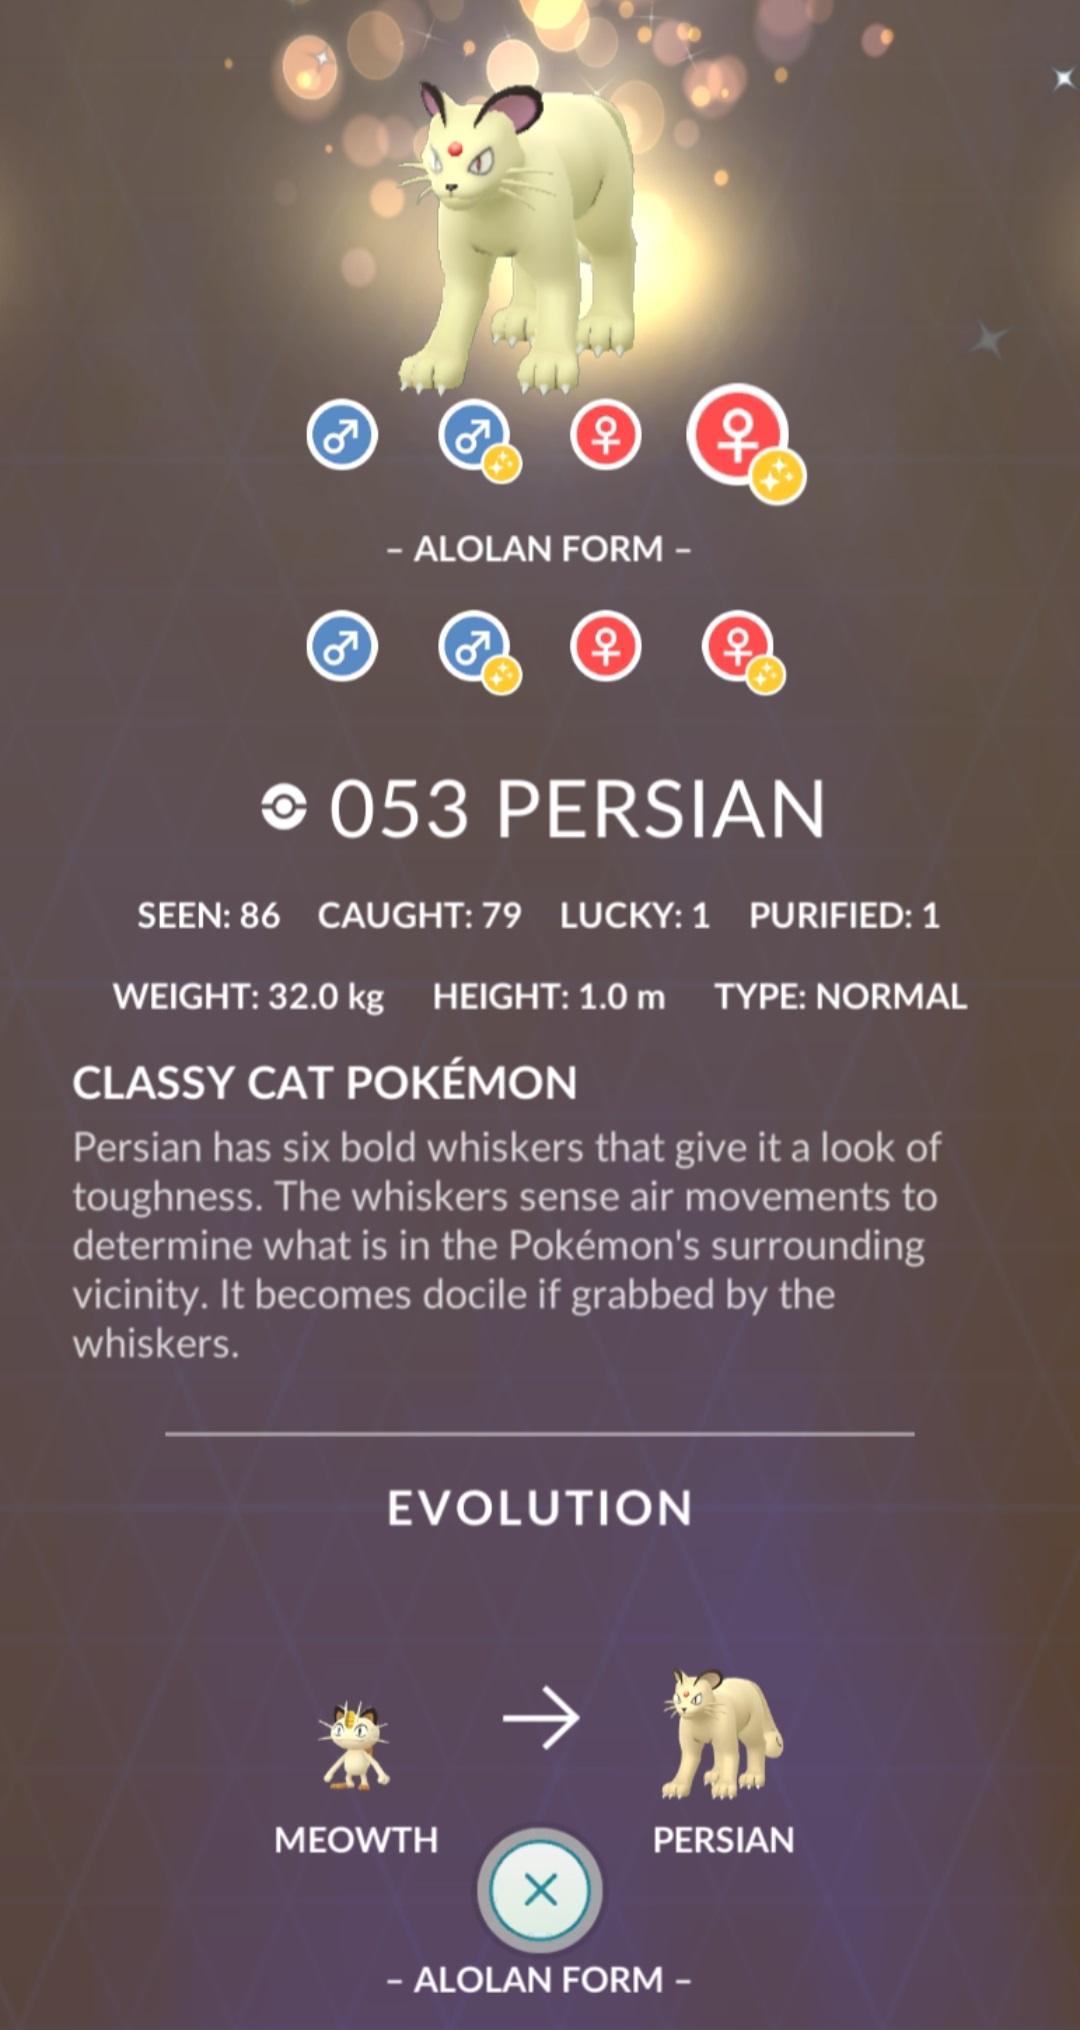 – ALOLAN FORM –
053 PERSIAN
SEEN: 86 CAUGHT: 79 LUCKY: 1 PURIFIED: 1
WEIGHT: 32.0 kg HEIGHT: 1.0 m TYPE: NORMAL
CLASSY CAT POKÉMON
Persian has six bold whiskers that give it a look of
toughness. The whiskers sense air movements to
determine what is in the Pokémon's surrounding
vicinity. It becomes docile if grabbed by the
whiskers.
EVOLUTION
MEOWTH PERSIAN
– ALOLAN FORM –